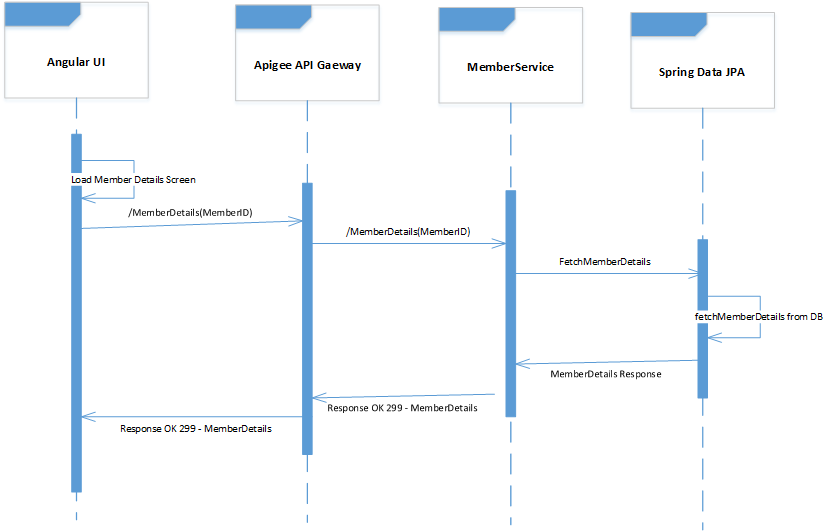 Angular UI
Apigee API Gaeway
MemberService
Spring Data JPA
Load Member Details Screen
/MemberDetails(MemberID)
/MemberDetails(MemberID)
FetchMemberDetails
fetchMemberDetails from DB
MemberDetails Response
Response OK 299 - MemberDetails
Response OK 299 - MemberDetails